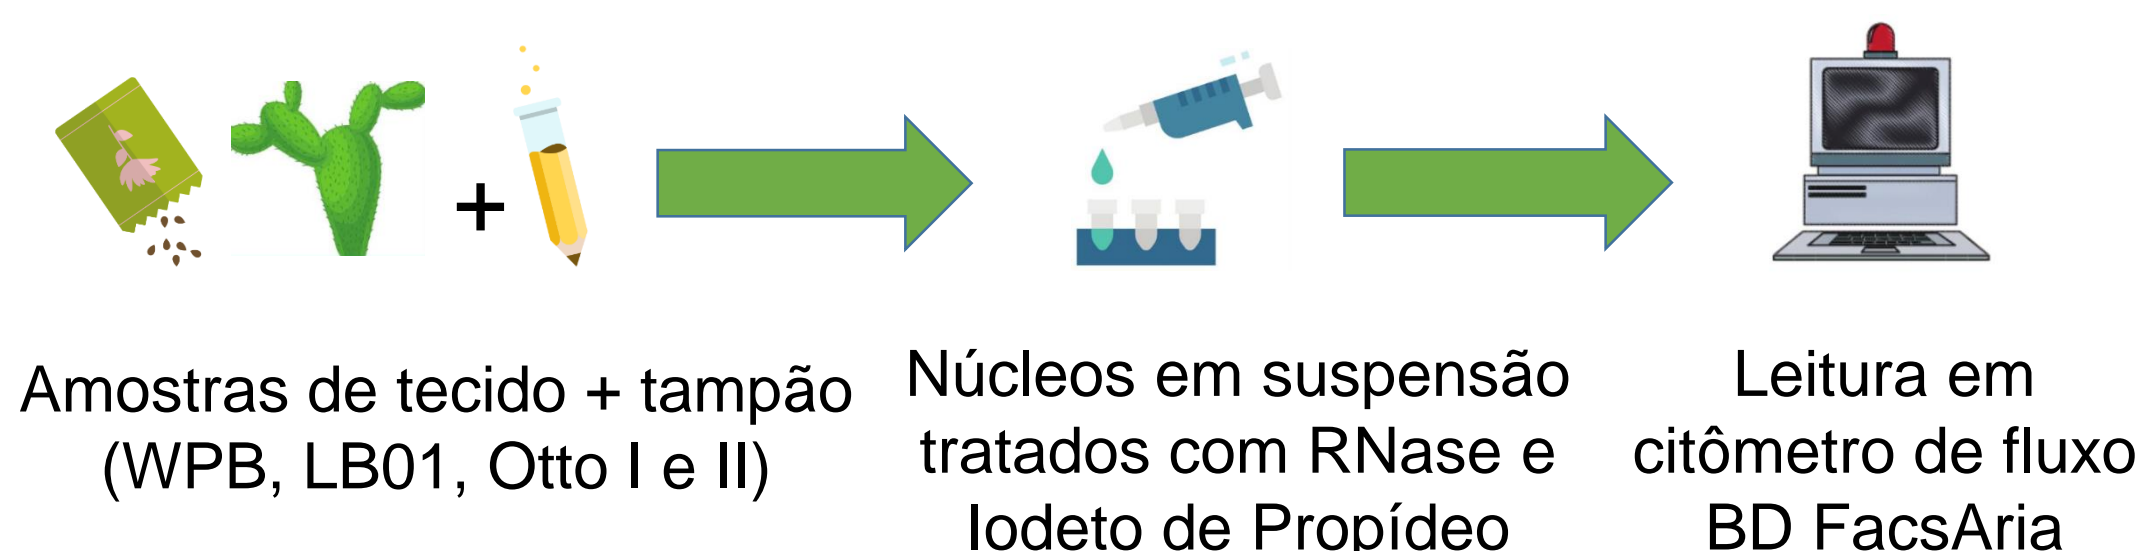 +
Amostras de tecido + tampão
(WPB, LB01, Otto I e II)
Núcleos em suspensão
tratados com RNase e
Iodeto de Propídeo
Leitura em
citômetro de fluxo
BD FacsAria